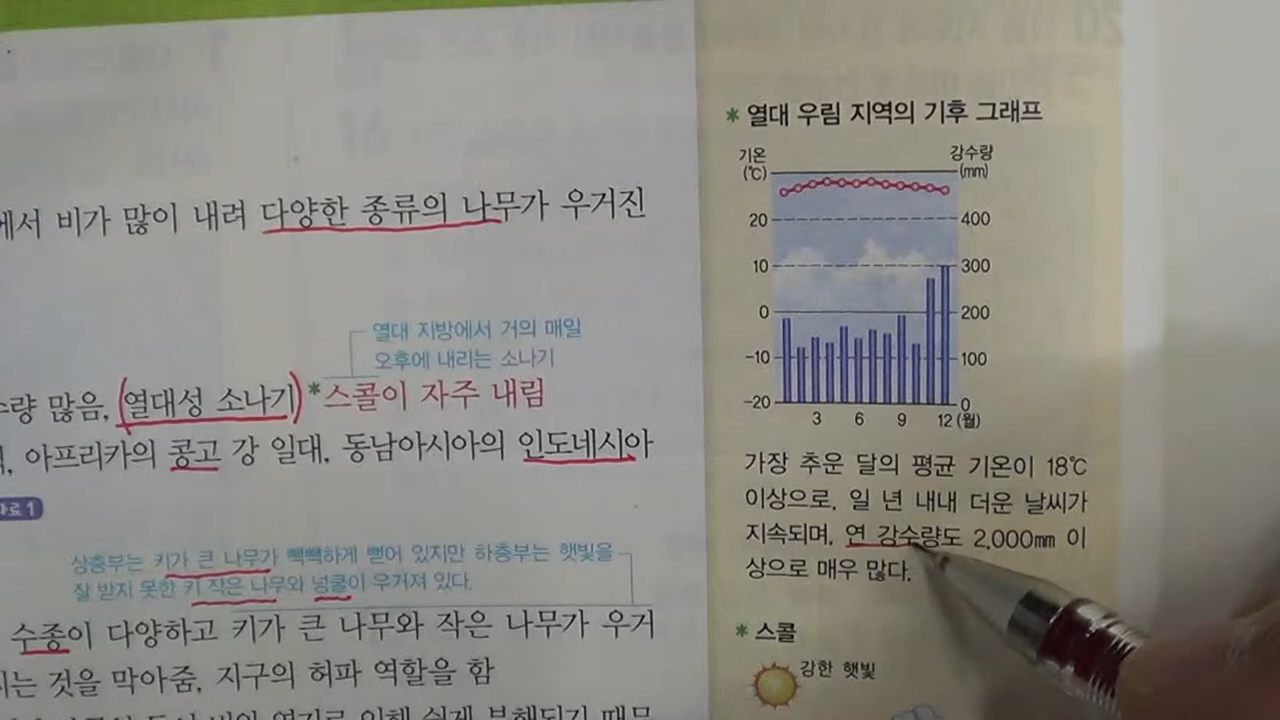 에서 비가 많이 내려 다양한 종류의 나무가 우거진
열대 지방에서 거의 매일
오후에 내리는 소나기
많음, (열대성 소나기) *스콜이 자주 내림
아프리카의 콩고 강 일대, 동남아시아의 인도네시아
상층부는 키가 큰 나무가 빽빽하게 뻗어 있지만 하층부는 햇빛을
잘 받지 못한 키 작은 나무와 넝쿨이 우거져 있다.
수종이 다양하고 키가 큰 나무와 작은 나무가 우거
것을 막아줌, 지구의 허파 역할을 함
* 열대 우림 지역의 기후 그래프
기온 강수량
(℃) (mm)
20 400
10 300
0 200
-10 100
-20 0
3 6 9 12 (월)
가장 추운 달의 평균 기온이 18℃
이상으로, 일 년 내내 더운 날씨가
지속되며, 연 강수량도 2,000mm 이
상으로 매우 많다.
* 스콜
강한 햇빛